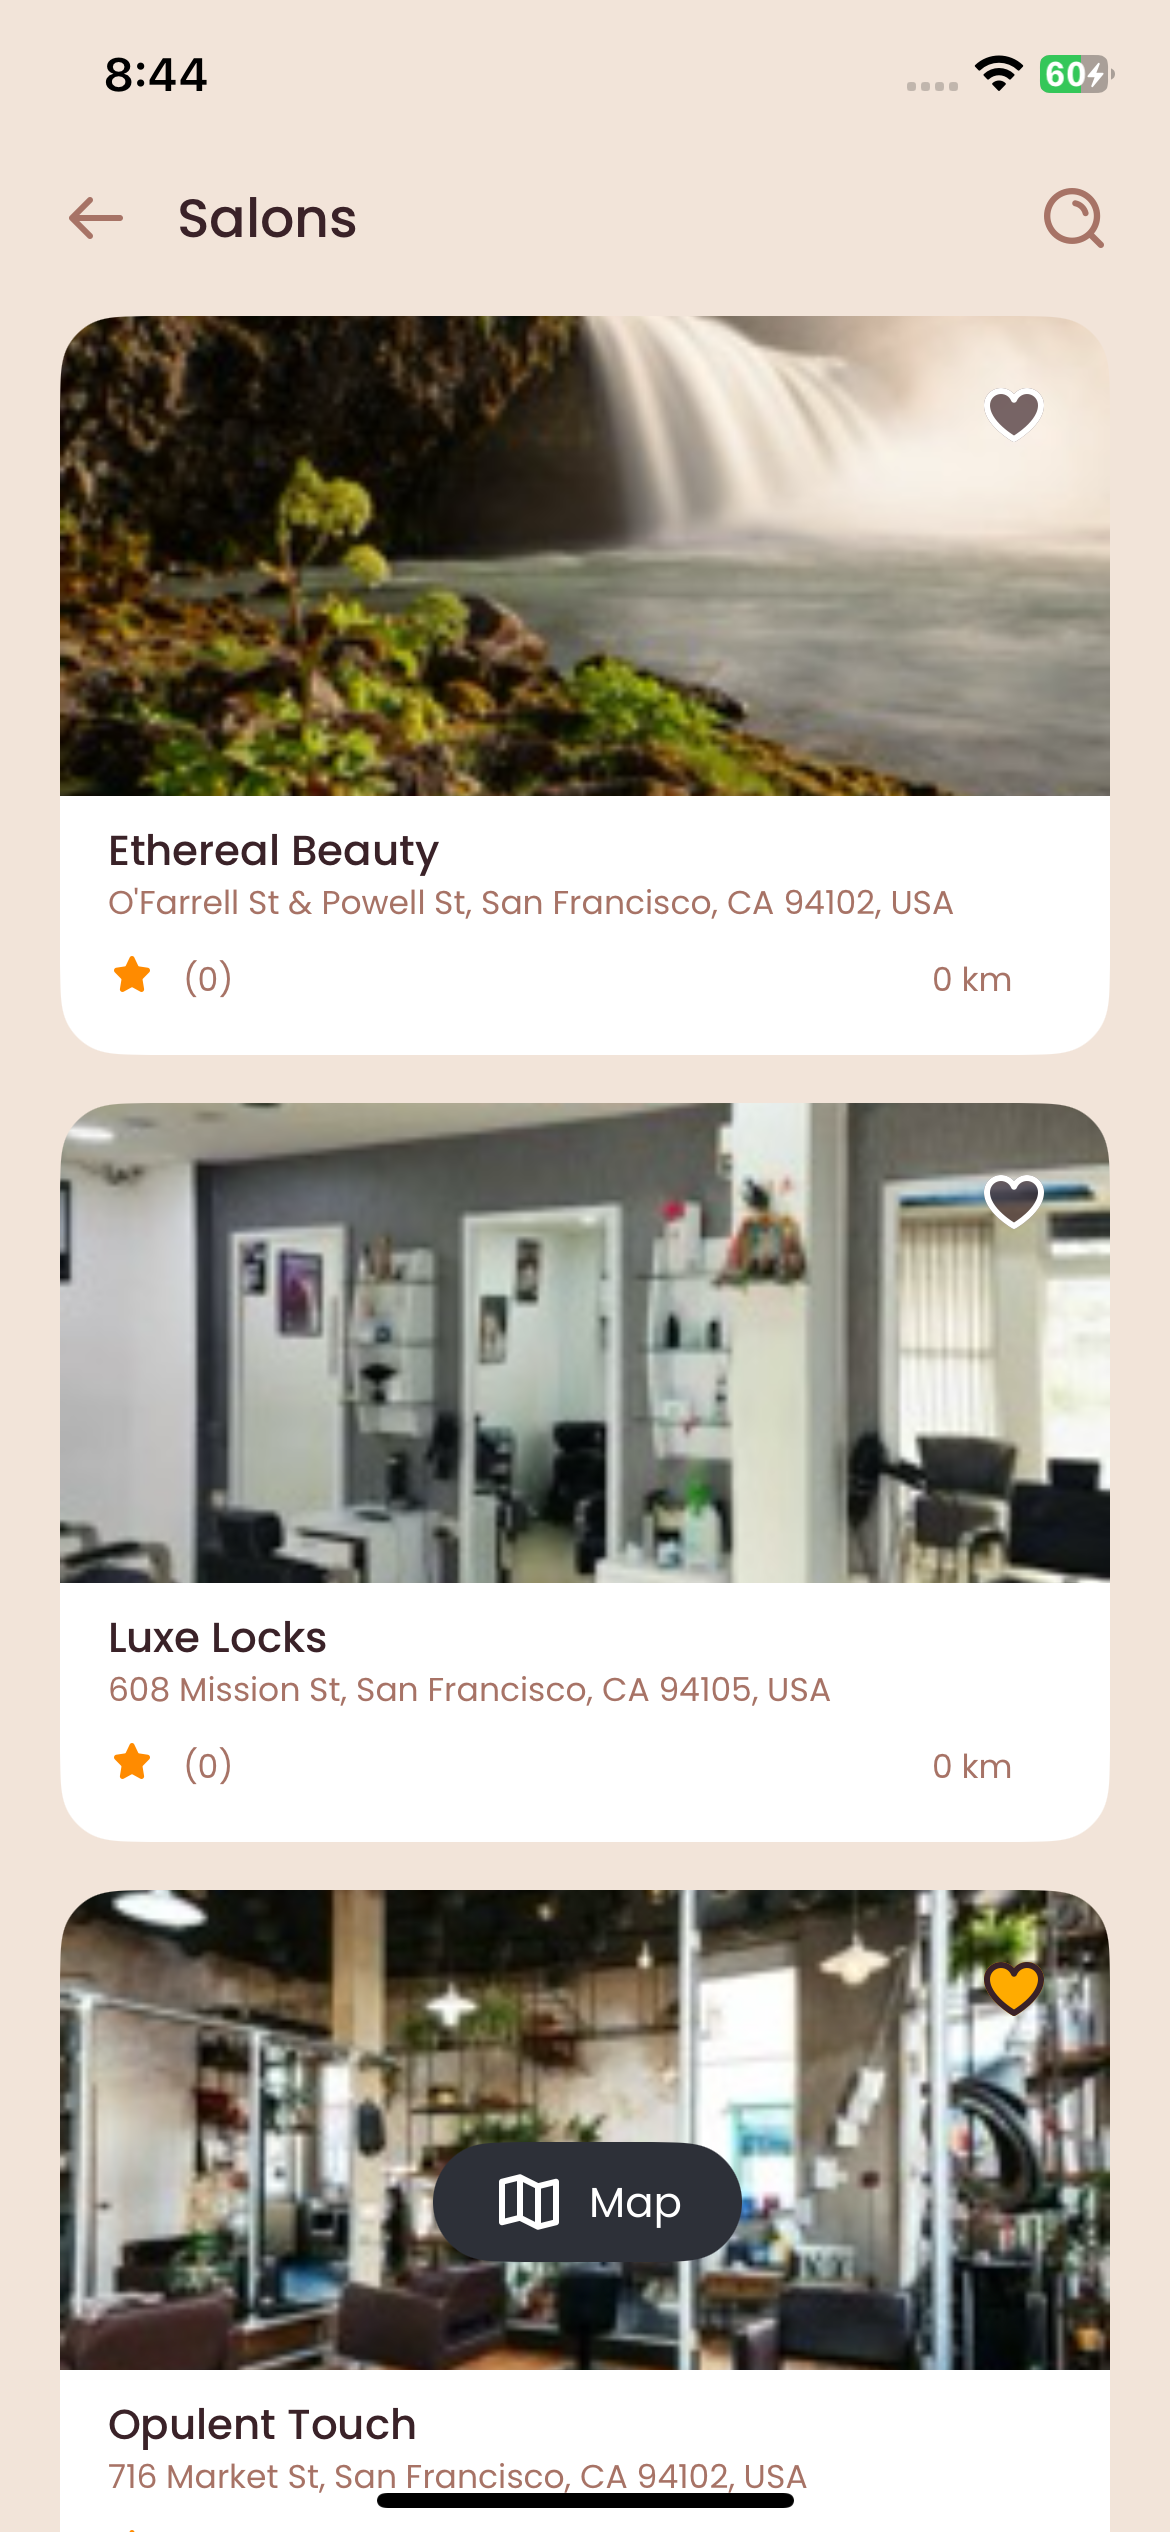 8:44
60
Salons
Ethereal Beauty
O'Farrell St & Powell St, San Francisco, CA 94102, USA
(0)
0 km
Luxe Locks
608 Mission St, San Francisco, CA 94105, USA
(0)
0 km
Map
Opulent Touch
716 Market St, San Francisco, CA 94102, USA